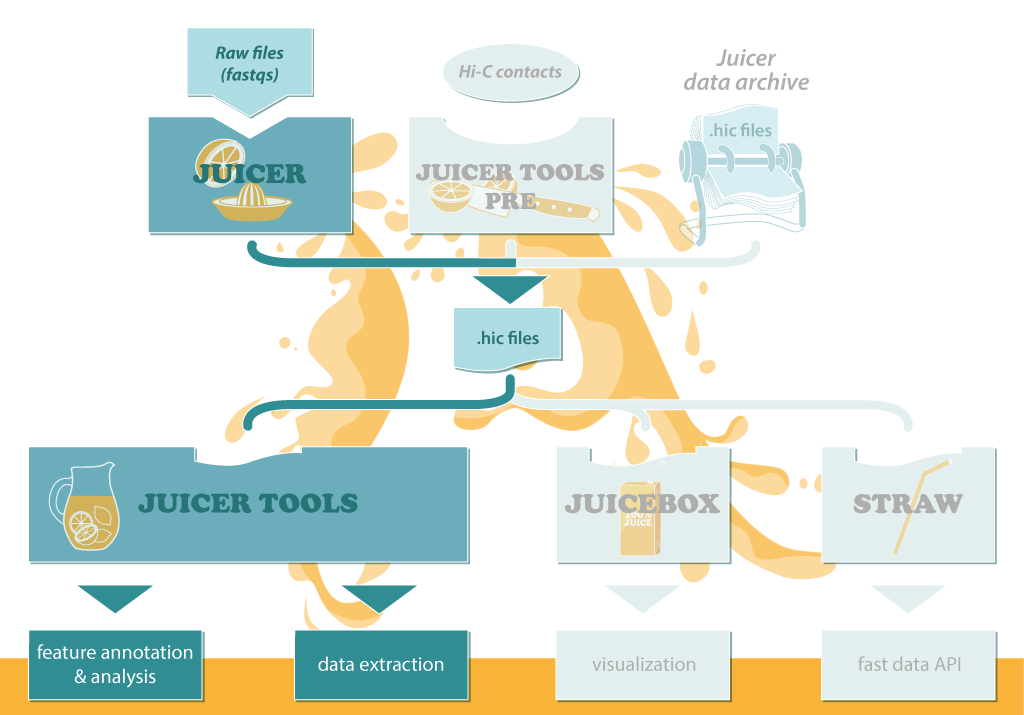 Raw files
(fastqs)
Hi-C contacts
Juicer
data archive
.hic files
JUICER
JUICER TOOLS
PRE
.hic files
JUICER TOOLS
JUICEBOX
100%
JUICE
STRAW
feature annotation
& analysis
data extraction
visualization
fast data API